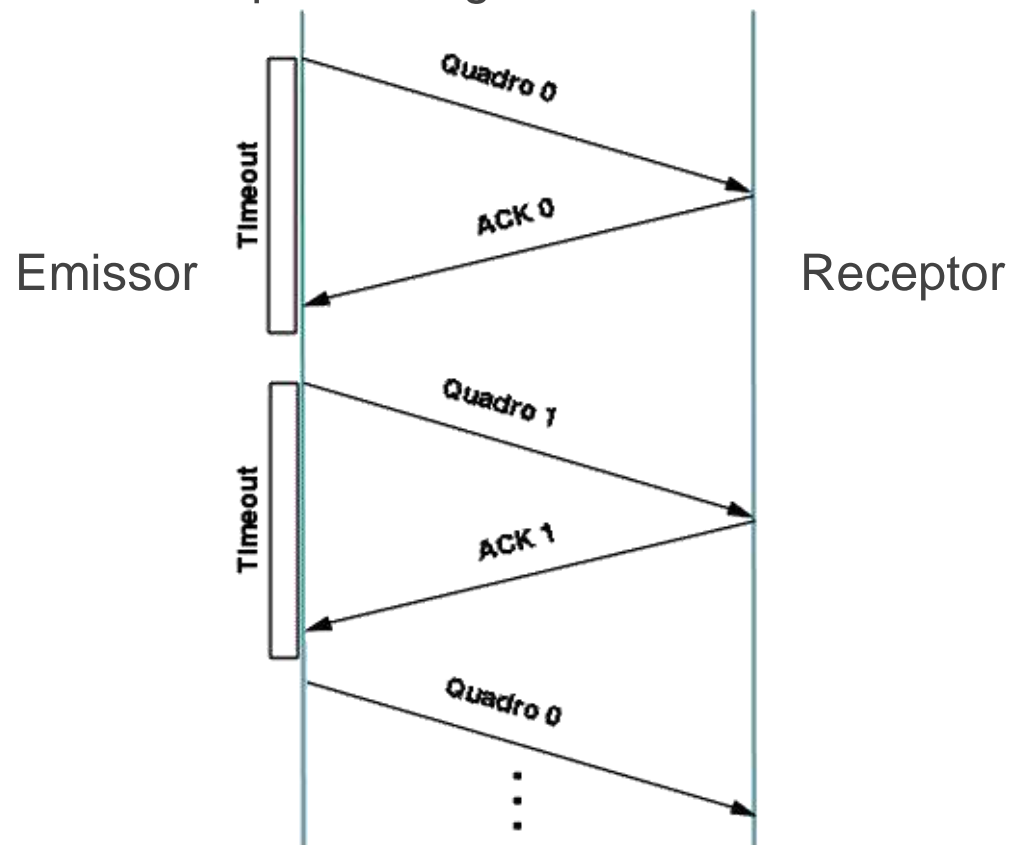 Quadro 0
Timeout
ACK 0
Emissor
Receptor
Quadro 1
Timeout
ACK 1
Quadro 0